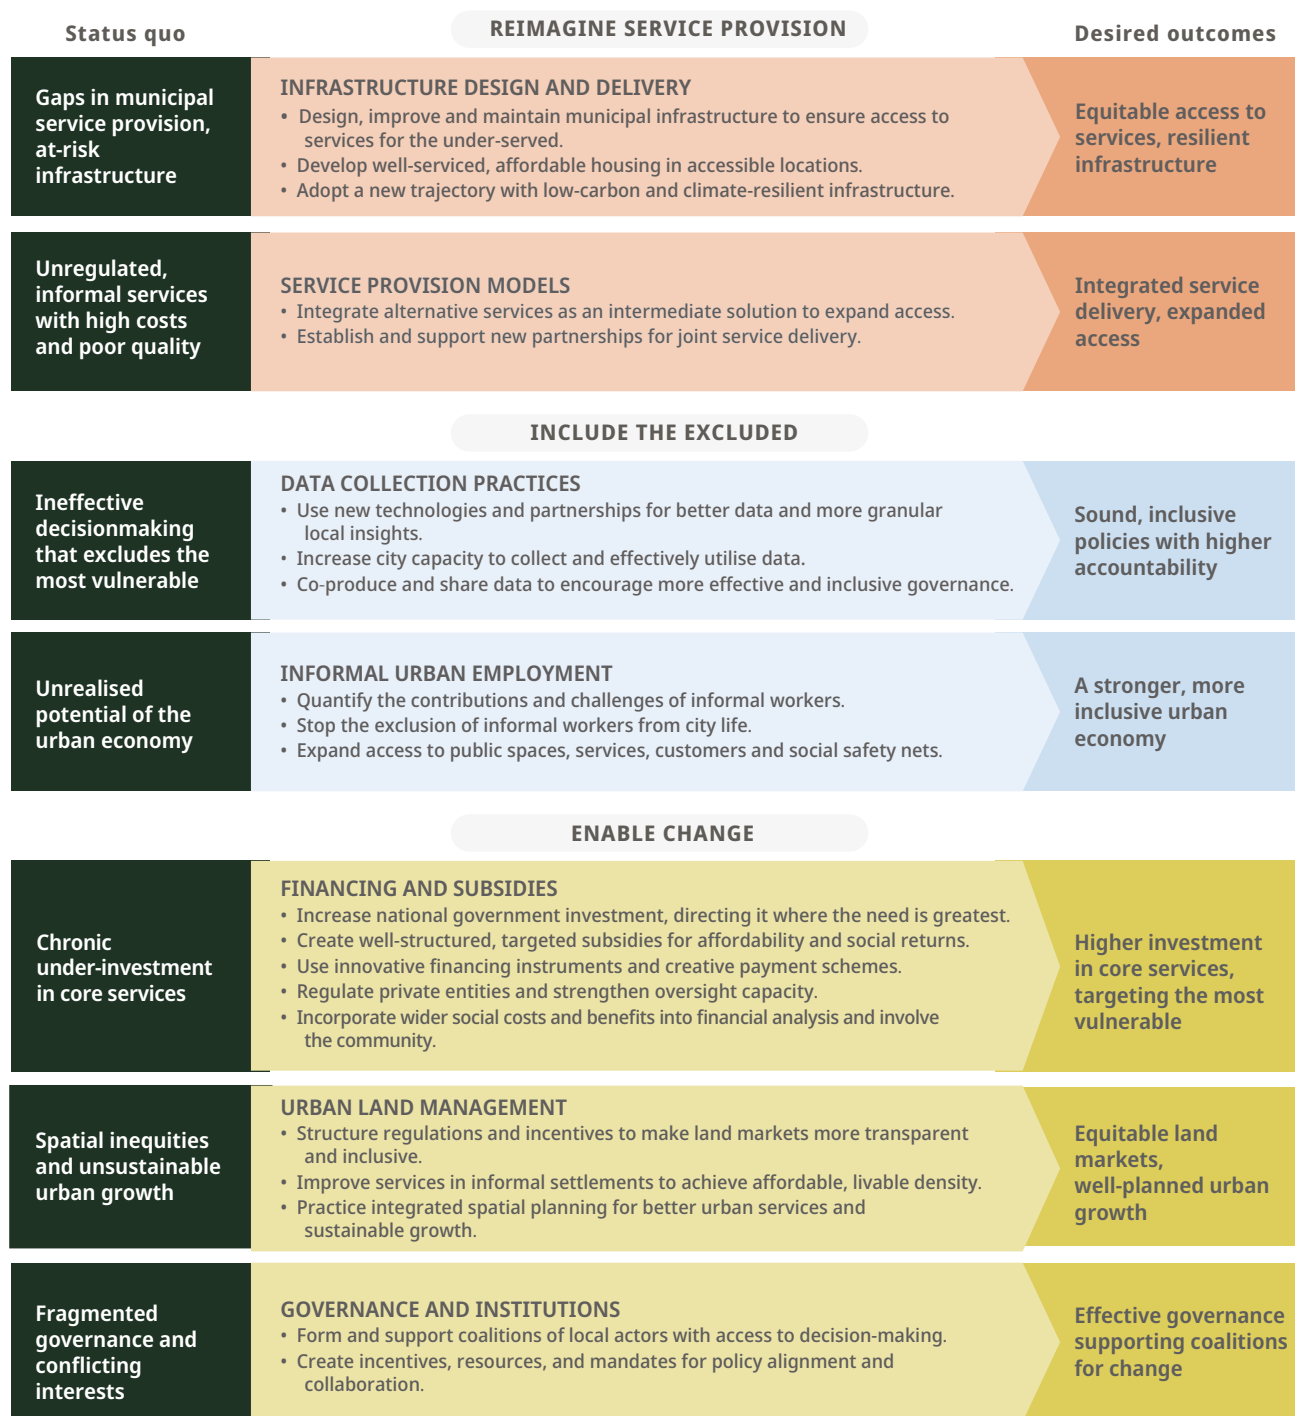 Status quo
REIMAGINE SERVICE PROVISION
Desired outcomes
Gaps in municipal
service provision,
at-risk
infrastructure
INFRASTRUCTURE DESIGN AND DELIVERY
• Design, improve and maintain municipal infrastructure to ensure access to
services for the under-served.
• Develop well-serviced, affordable housing in accessible locations.
• Adopt a new trajectory with low-carbon and climate-resilient infrastructure.
Equitable access to
services, resilient
infrastructure
Unregulated,
informal services
with high costs
and poor quality
SERVICE PROVISION MODELS
• Integrate alternative services as an intermediate solution to expand access.
• Establish and support new partnerships for joint service delivery.
Integrated service
delivery, expanded
access
INCLUDE THE EXCLUDED
Ineffective
decisionmaking
that excludes the
most vulnerable
DATA COLLECTION PRACTICES
• Use new technologies and partnerships for better data and more granular
local insights.
• Increase city capacity to collect and effectively utilise data.
• Co-produce and share data to encourage more effective and inclusive governance.
Sound, inclusive
policies with higher
accountability
Unrealised
potential of the
urban economy
INFORMAL URBAN EMPLOYMENT
• Quantify the contributions and challenges of informal workers.
• Stop the exclusion of informal workers from city life.
• Expand access to public spaces, services, customers and social safety nets.
A stronger, more
inclusive urban
economy
ENABLE CHANGE
Chronic
under-investment
in core services
FINANCING AND SUBSIDIES
• Increase national government investment, directing it where the need is greatest.
• Create well-structured, targeted subsidies for affordability and social returns.
• Use innovative financing instruments and creative payment schemes.
• Regulate private entities and strengthen oversight capacity.
• Incorporate wider social costs and benefits into financial analysis and involve
the community.
Higher investment
in core services,
targeting the most
vulnerable
Spatial inequities
and unsustainable
urban growth
URBAN LAND MANAGEMENT
• Structure regulations and incentives to make land markets more transparent
and inclusive.
• Improve services in informal settlements to achieve affordable, livable density.
• Practice integrated spatial planning for better urban services and
sustainable growth.
Equitable land
markets,
well-planned urban
growth
Fragmented
governance and
conflicting
interests
GOVERNANCE AND INSTITUTIONS
• Form and support coalitions of local actors with access to decision-making.
• Create incentives, resources, and mandates for policy alignment and
collaboration.
Effective governance
supporting coalitions
for change